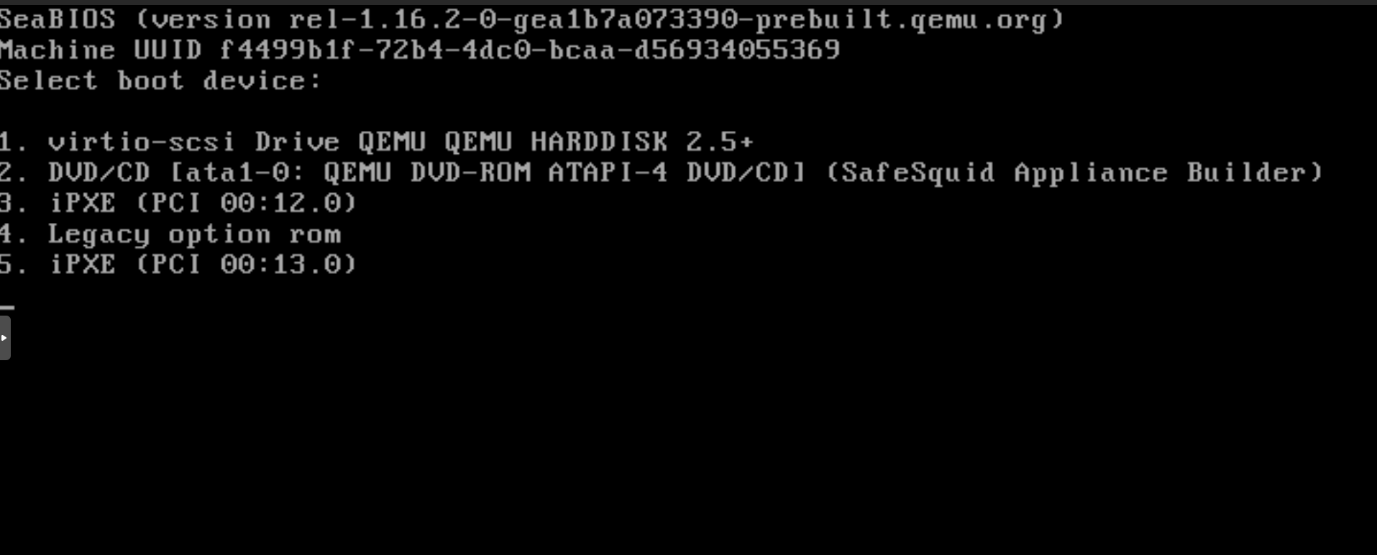 SeaBIOS (version rel-1.16.2-0-gea1b7a073390-prebuilt.qemu.org)
Machine UUID f4499b1f-72b4-4dc0-bcaa-d56934055369
Select boot device:
1. virtio-scsi Drive QEMU QEMU HARDDISK 2.5+
2. DVD/CD [ata1-0: QEMU DVD-ROM ATAPI-4 DVD/CD] (SafeSquid Appliance Builder)
3. iPXE (PCI 00:12.0)
4. Legacy option rom
5. iPXE (PCI 00:13.0)